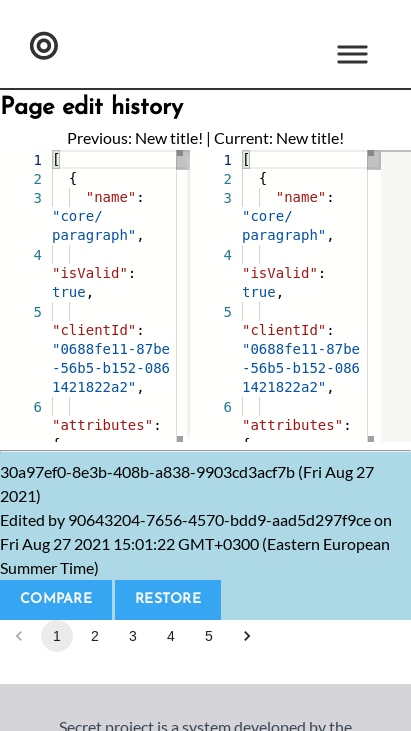 Page edit history
Previous: New title! | Current: New title!
1 [
2 {
3 "name":
"core/
paragraph",
4
"isValid":
true,
5
"clientId":
"0688fe11-87be
-56b5-b152-086
1421822a2",
6
"attributes":
{
1 [
2 {
3 "name":
"core/
paragraph",
4
"isValid":
true,
5
"clientId":
"0688fe11-87be
-56b5-b152-086
1421822a2",
6
"attributes":
{
30a97ef0-8e3b-408b-a838-9903cd3acf7b (Fri Aug 27
2021)
Edited by 90643204-7656-4570-bdd9-aad5d297f9ce on
Fri Aug 27 2021 15:01:22 GMT+0300 (Eastern European
Summer Time)
COMPARE RESTORE
1 2 3 4 5
Secret project is a system developed by the